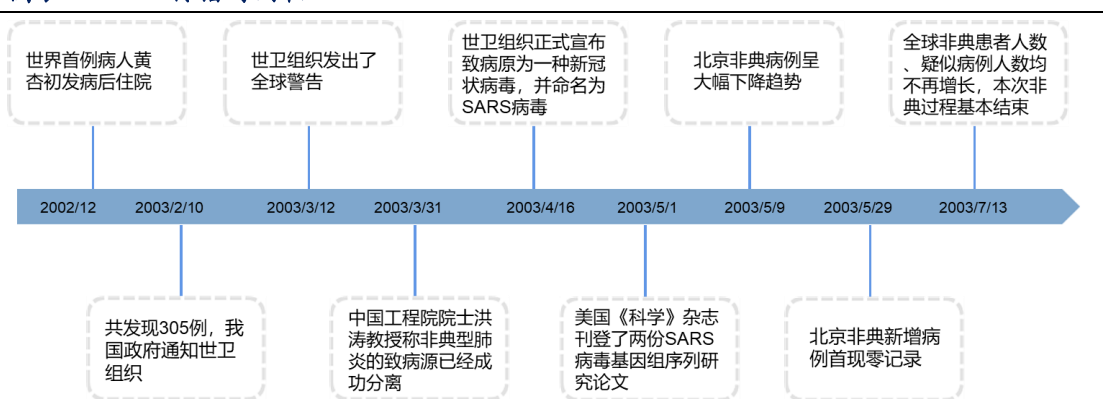 世界首例病人黄
杏初发病后住院
世卫组织发出了
全球警告
世卫组织正式宣布
致病原为一种新冠
状病毒，并命名为
SARS病毒
北京非典病例呈
大幅下降趋势
全球非典患者人数
、疑似病例人数均
不再增长，本次非
典过程基本结束
2002/12
2003/2/10
2003/3/12
2003/3/31
2003/4/16
2003/5/1
2003/5/9
2003/5/29
2003/7/13
共发现305例，我
国政府通知世卫
组织
中国工程院院士洪
涛教授称非典型肺
炎的致病源已经成
功分离
美国《科学》杂志
刊登了两份SARS
病毒基因组序列研
究论文
北京非典新增病
例首现零记录